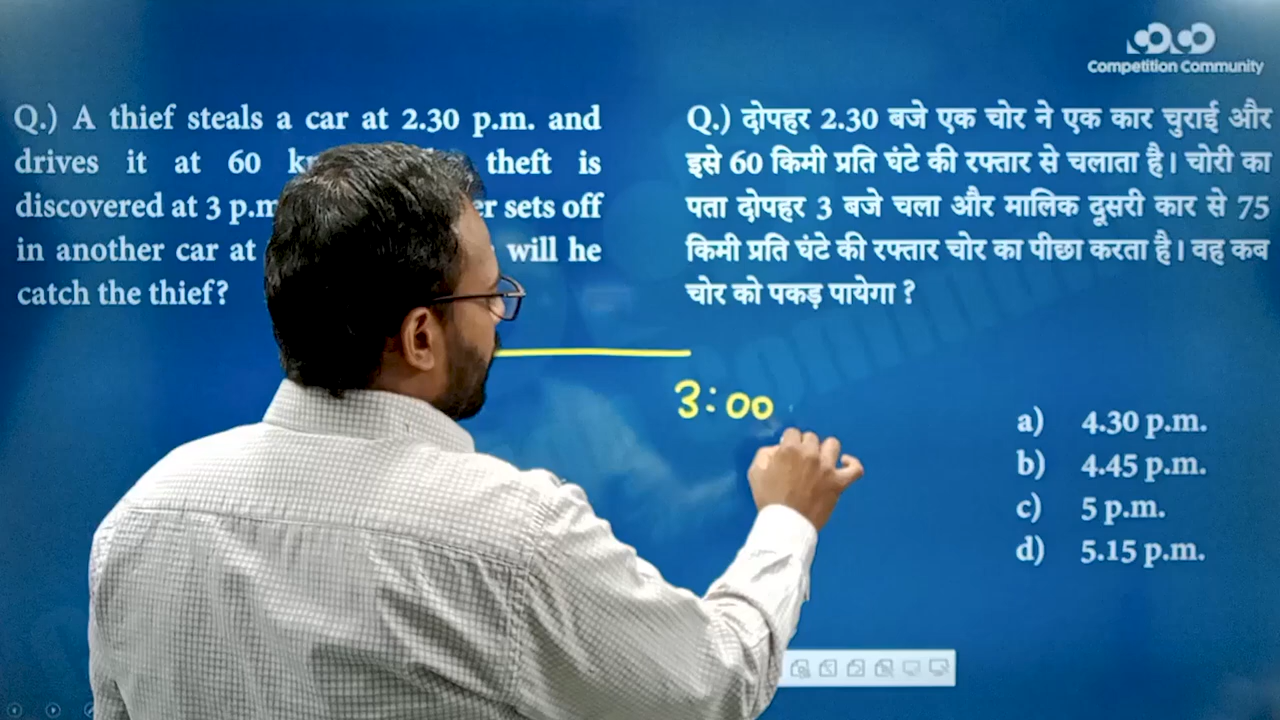 Competition Community
Q.) A thief steals a car at 2.30 p.m. and
drives it at 60 theft is
discovered at 3 sets off
in another car at will he
catch the thief?
Q.) दोपहर 2.30 बजे एक चोर ने एक कार चुराई और
इसे 60 किमी प्रति घंटे की रफ्तार से चलाता है। चोरी का
पता दोपहर 3 बजे चला और मालिक दूसरी कार से 75
किमी प्रति घंटे की रफ्तार चोर का पीछा करता है। वह कब
चोर को पकड़ पायेगा ?
3:00
a) 4.30 p.m.
b) 4.45 p.m.
c) 5 p.m.
d) 5.15 p.m.